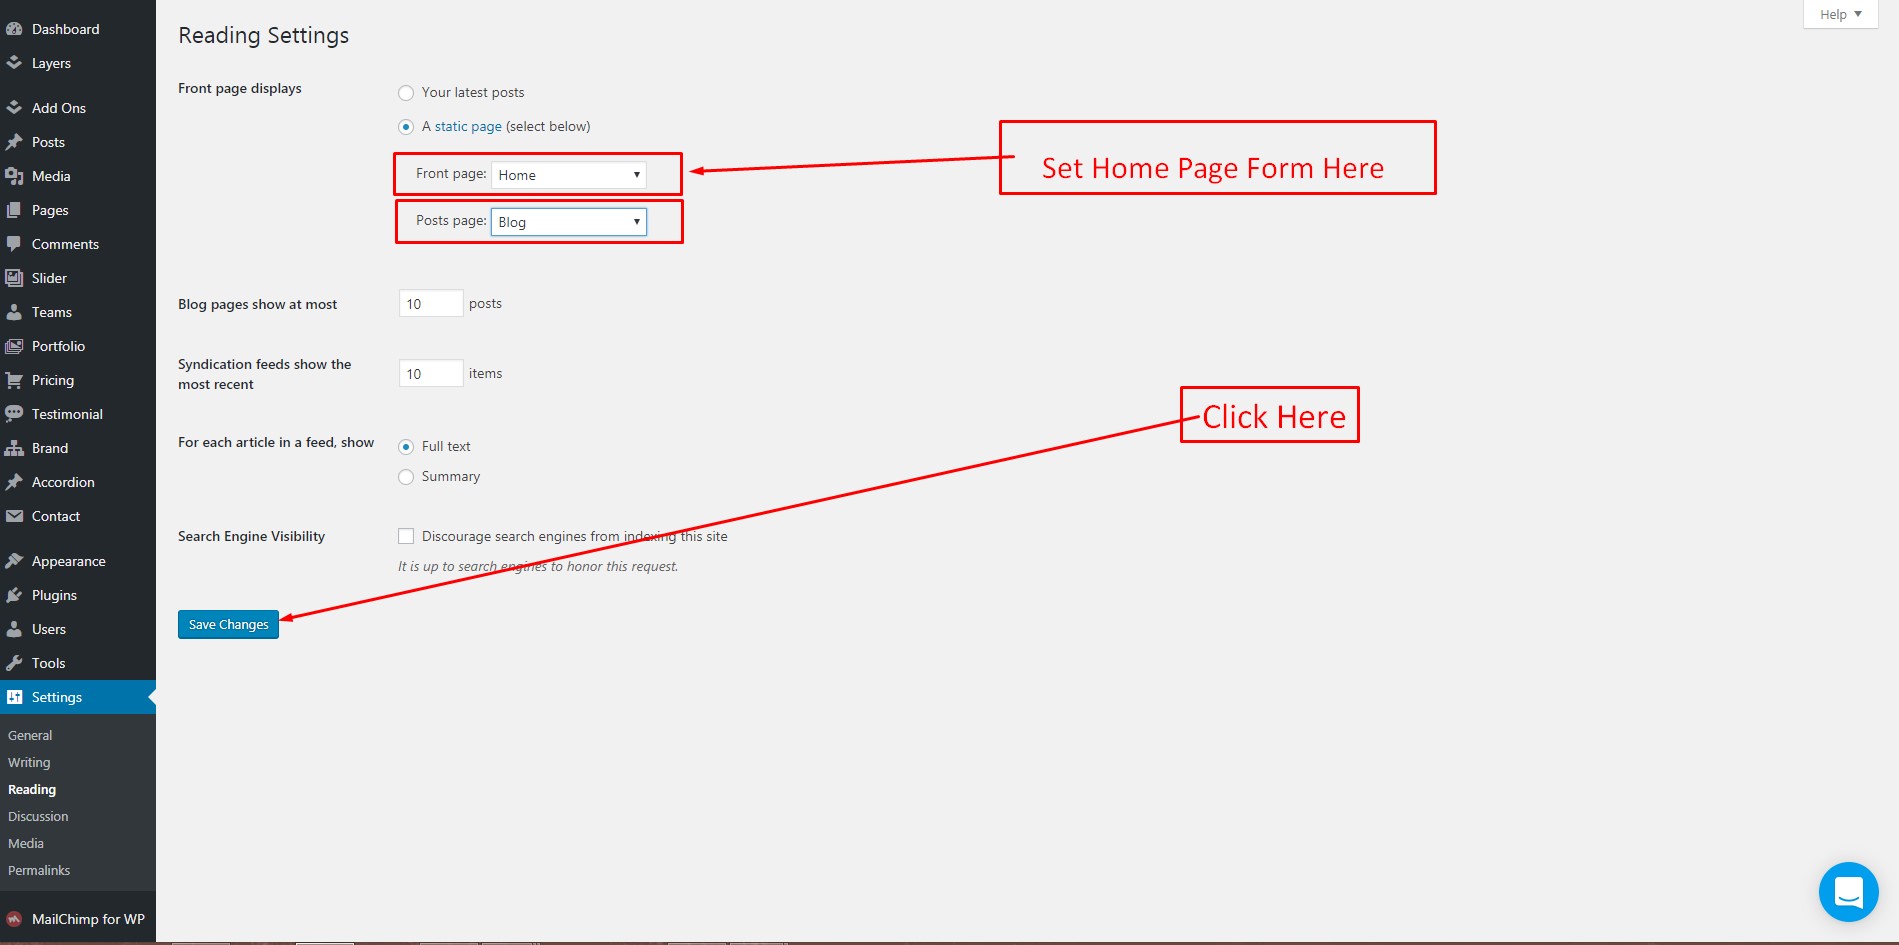 Dashboard
Layers
Add Ons
Posts
Media
Pages
Comments
Slider
Teams
Portfolio
Pricing
Testimonial
Brand
Accordion
Contact
Appearance
Plugins
Users
Tools
Settings
General
Writing
Reading
Discussion
Media
Permalinks
MailChimp for WP
Help
Reading Settings
Front page displays
Your latest posts
A static page (select below)
Front page: Home
Set Home Page Form Here
Posts page: Blog
Blog pages show at most 10 posts
Syndication feeds show the
most recent
10 items
Click Here
For each article in a feed, show
Full text
Summary
Search Engine Visibility
Discourage search engines from indexing this site
It is up to search engines to honor this request.
Save Changes